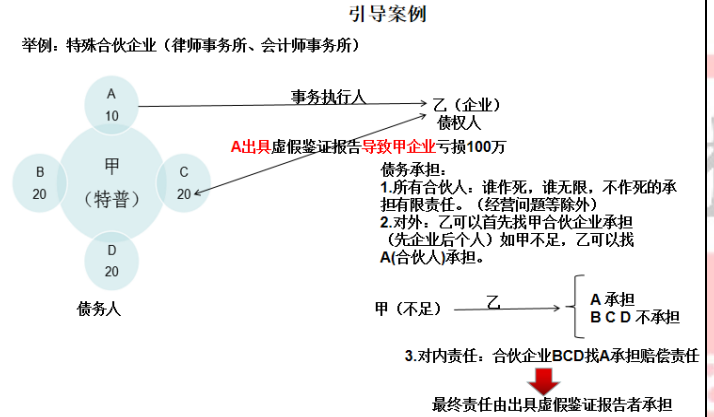 引导案例
举例：特殊合伙企业（律师事务所、会计师事务所）
A
10
事务执行人
乙（企业）
债权人
A出具虚假鉴证报告导致甲企业亏损100万
B
20
甲
（特普）
C
20
D
20
债务人
债务承担：
1.所有合伙人：谁作死，谁无限，不作死的承
担有限责任。（经营问题等除外）
2.对外：乙可以首先找甲合伙企业承担
（先企业后个人）如甲不足，乙可以找
A(合伙人)承担。
甲（不足）
乙
A 承担
B C D 不承担
3.对内责任：合伙企业BCD找A承担赔偿责任
最终责任由出具虚假鉴证报告者承担